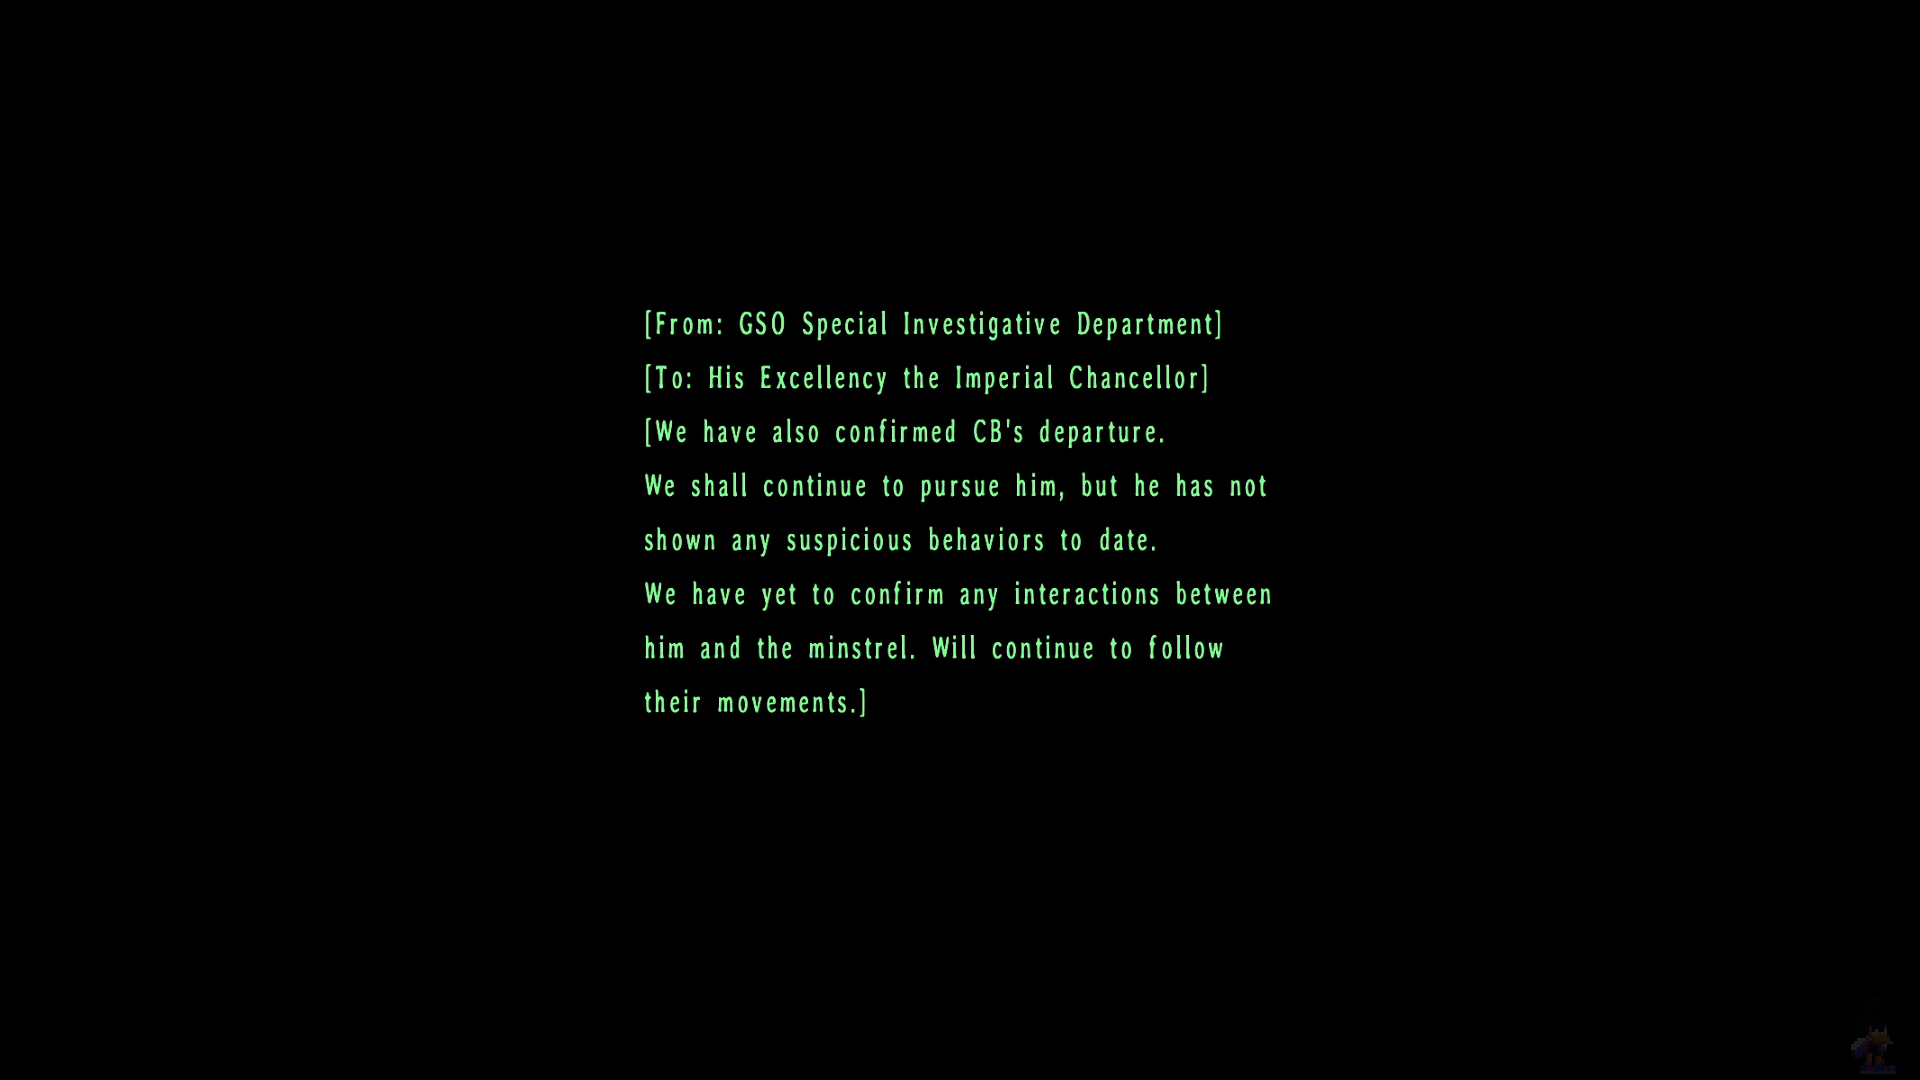 [From: GSO Special Investigative Department]
[To: His Excellency the Imperial Chancellor]
[We have also confirmed CB's departure.
We shall continue to pursue him, but he has not
shown any suspicious behaviors to date.
We have yet to confirm any interactions between
him and the minstrel. Will continue to follow
their movements.]